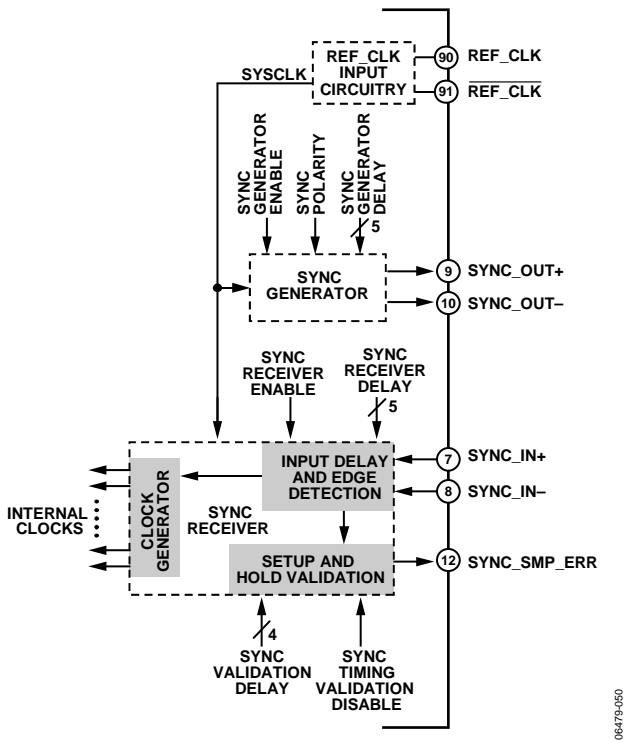 REF_CLK
INPUT
CIRCUITRY
90 REF_CLK
91 REF_CLK
SYSCLK
SYNC
GENERATOR
ENABLE
SYNC
POLARITY
SYNC
GENERATOR
DELAY
5
SYNC
GENERATOR
9 SYNC_OUT+
10 SYNC_OUT–
SYNC
RECEIVER
ENABLE
SYNC
RECEIVER
DELAY
5
INPUT DELAY
AND EDGE
DETECTION
7 SYNC_IN+
8 SYNC_IN–
CLOCK
GENERATOR
SYNC
RECEIVER
INTERNAL
CLOCKS
SETUP AND
HOLD VALIDATION
12 SYNC_SMP_ERR
4
SYNC
VALIDATION
DELAY
SYNC
TIMING
VALIDATION
DISABLE
06479-050